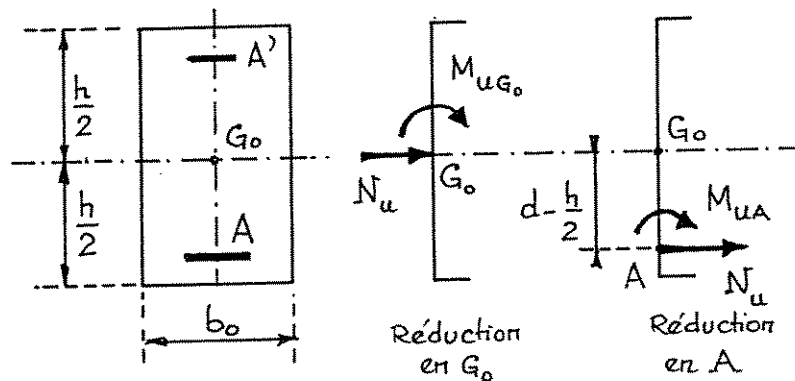 h/2
h/2
A'
G₀
A
b₀
M_uG₀
N_u
G₀
Réduction
en G₀
G₀
d-h/2
M_uA
A
N_u
Réduction
en A